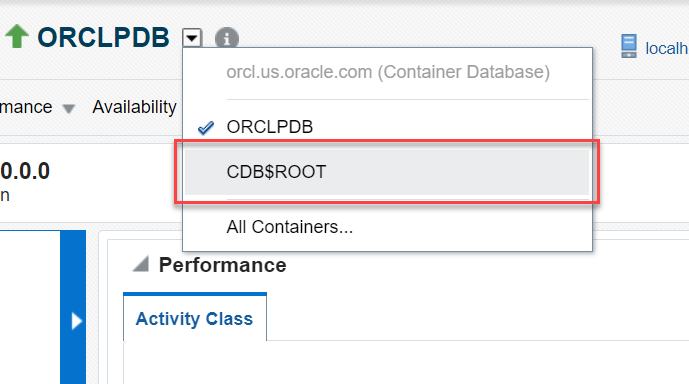 ORCLPDB
localh
orcl.us.oracle.com (Container Database)
mance Availability
ORCLPDB
0.0.0
CDB$ROOT
n
All Containers...
Performance
Activity Class